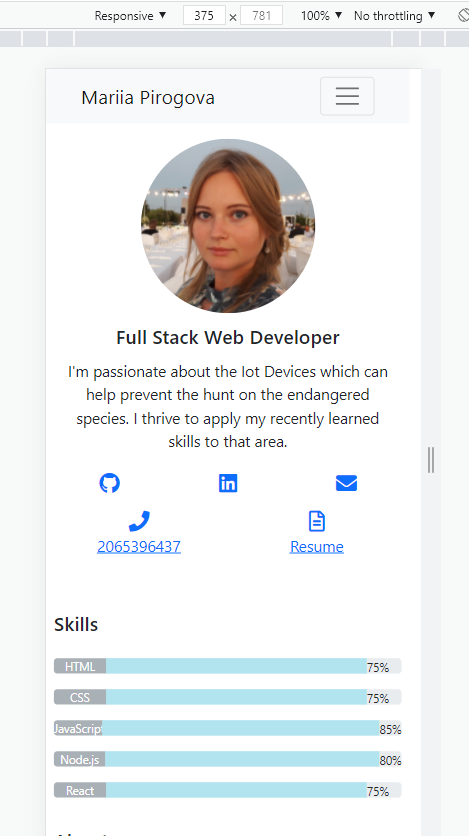 Responsive ▼ 375 × 781 100% ▼ No throttling ▼
Mariia Pirogova
Full Stack Web Developer
I'm passionate about the Iot Devices which can
help prevent the hunt on the endangered
species. I thrive to apply my recently learned
skills to that area.
2065396437 Resume
Skills
HTML 75%
CSS 75%
JavaScript 85%
Node.js 80%
React 75%